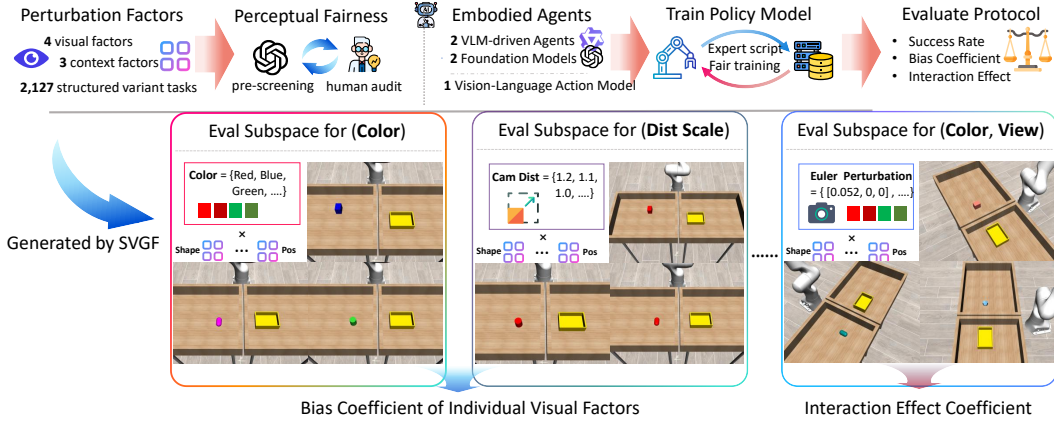 Perturbation Factors
4 visual factors
3 context factors
2,127 structured variant tasks
Perceptual Fairness
pre-screening
human audit
Embodied Agents
2 VLM-driven Agents
2 Foundation Models
1 Vision-Language Action Model
Train Policy Model
Expert script
Fair training
Evaluate Protocol
• Success Rate
• Bias Coefficient
• Interaction Effect
Generated by SVGF
Eval Subspace for (Color)
Color = {Red, Blue,
Green, ....}
×
Shape ... Pos
Eval Subspace for (Dist Scale)
Cam Dist = {1.2, 1.1,
1.0, ....}
×
Shape ... Pos
......
Eval Subspace for (Color, View)
Euler Perturbation
= { [0.052, 0, 0] , ....}
×
Shape ... Pos
Bias Coefficient of Individual Visual Factors
Interaction Effect Coefficient